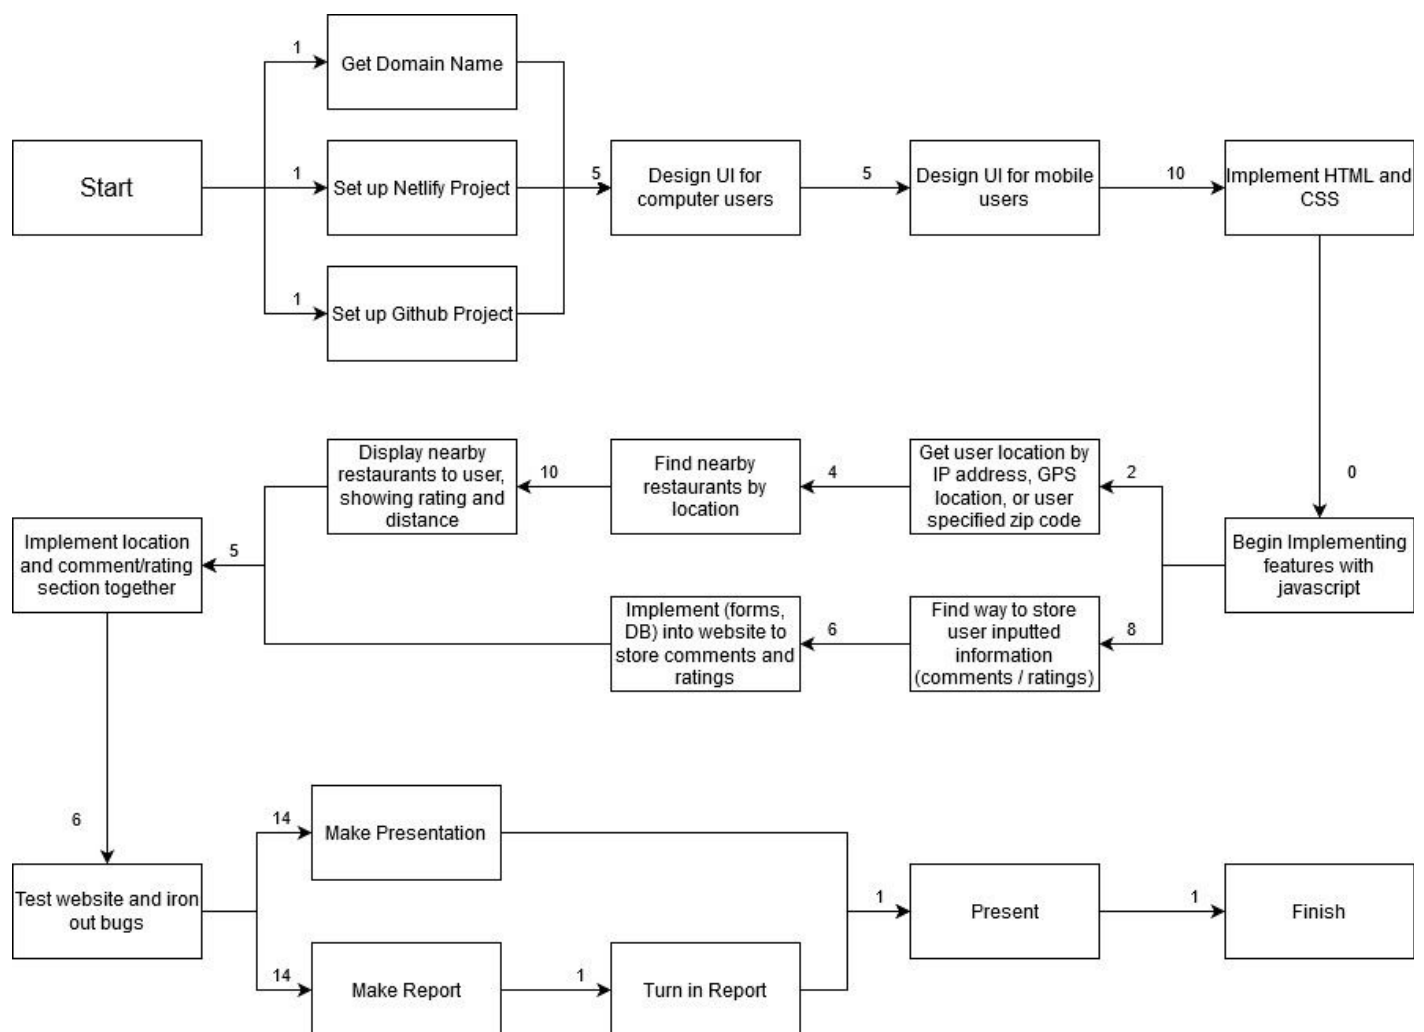 1
Get Domain Name
Start
1
Set up Netlify Project
5
Design UI for
computer users
5
Design UI for mobile
users
10
Implement HTML and
CSS
1
Set up Github Project
0
Begin Implementing
features with
javascript
2
Get user location by
IP address, GPS
location, or user
specified zip code
4
Find nearby
restaurants by
location
10
Display nearby
restaurants to user,
showing rating and
distance
8
Find way to store
user inputted
information
(comments / ratings)
6
Implement (forms,
DB) into website to
store comments and
ratings
5
Implement location
and comment/rating
section together
6
Test website and iron
out bugs
14
Make Presentation
14
Make Report
1
Turn in Report
1
Present
1
Finish